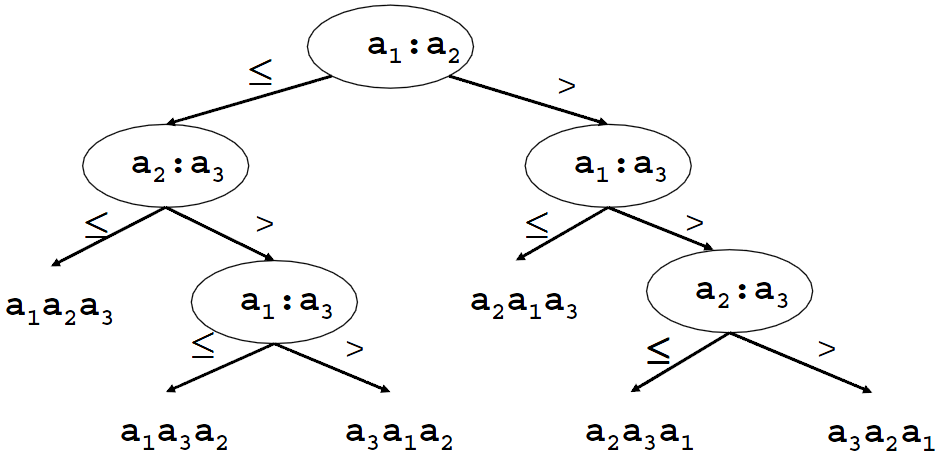 a₁:a₂
≤ >
a₂:a₃ a₁:a₃
≤ > ≤ >
a₁a₂a₃ a₁:a₃ a₂a₁a₃ a₂:a₃
≤ > ≤ >
a₁a₃a₂ a₃a₁a₂ a₂a₃a₁ a₃a₂a₁